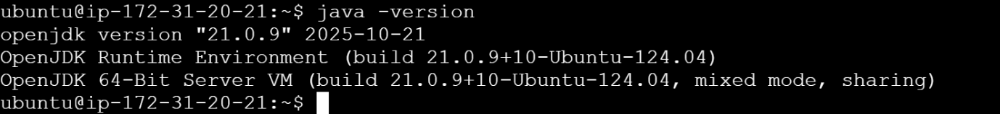 ubuntu@ip-172-31-20-21:~$ java -version
openjdk version "21.0.9" 2025-10-21
OpenJDK Runtime Environment (build 21.0.9+10-Ubuntu-124.04)
OpenJDK 64-Bit Server VM (build 21.0.9+10-Ubuntu-124.04, mixed mode, sharing)
ubuntu@ip-172-31-20-21:~$